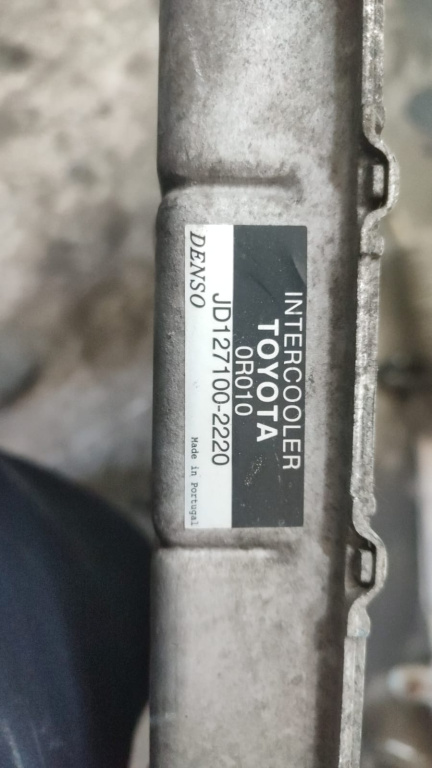 INTERCOOLER
TOYOTA
0R010
JD127100-2220
DENSO Made in Portugal